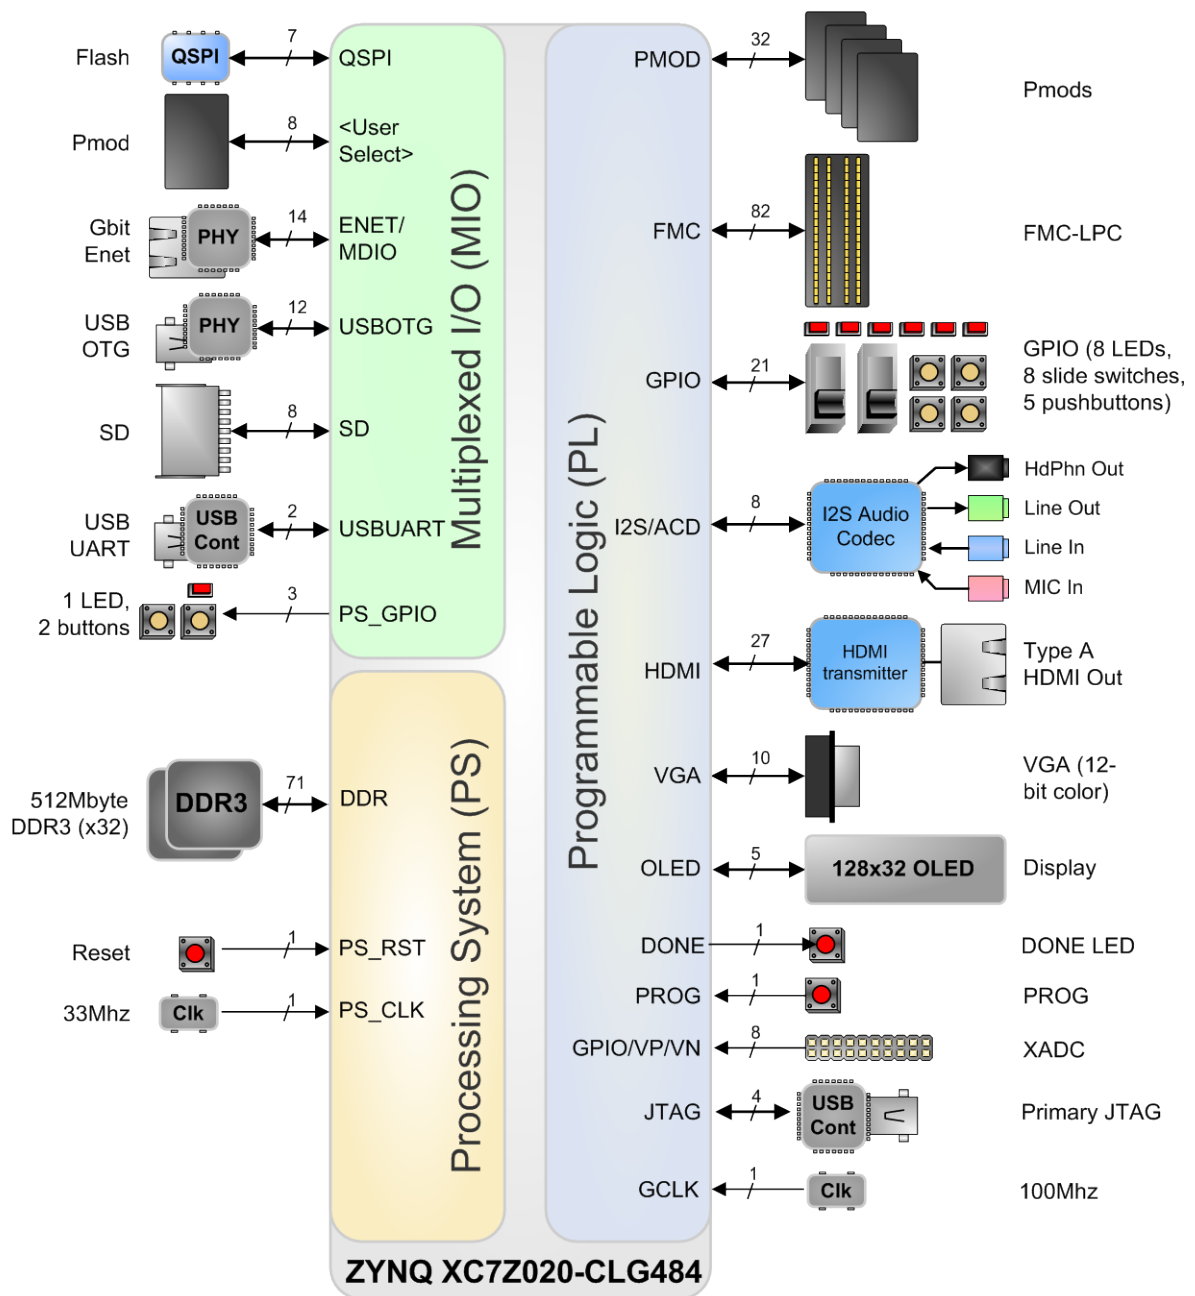 Flash
QSPI
7
QSPI
Pmod
8
<User
Select>
Gbit
Enet
PHY
14
ENET/
MDIO
USB
OTG
PHY
12
USBOTG
SD
8
SD
USB
UART
USB
Cont
2
USBUART
1 LED,
2 buttons
3
PS_GPIO
Multiplexed I/O (MIO)
512Mbyte
DDR3 (x32)
DDR3
71
DDR
Reset
1
PS_RST
33Mhz
Clk
1
PS_CLK
Processing System (PS)
Programmable Logic (PL)
PMOD
32
Pmods
FMC
82
FMC-LPC
GPIO
21
GPIO (8 LEDs,
8 slide switches,
5 pushbuttons)
I2S/ACD
8
I2S Audio
Codec
HdPhn Out
Line Out
Line In
MIC In
HDMI
27
HDMI
transmitter
Type A
HDMI Out
VGA
10
VGA (12-
bit color)
OLED
5
128x32 OLED
Display
DONE
1
DONE LED
PROG
1
PROG
GPIO/VP/VN
8
XADC
JTAG
4
USB
Cont
Primary JTAG
GCLK
1
Clk
100Mhz
ZYNQ XC7Z020-CLG484